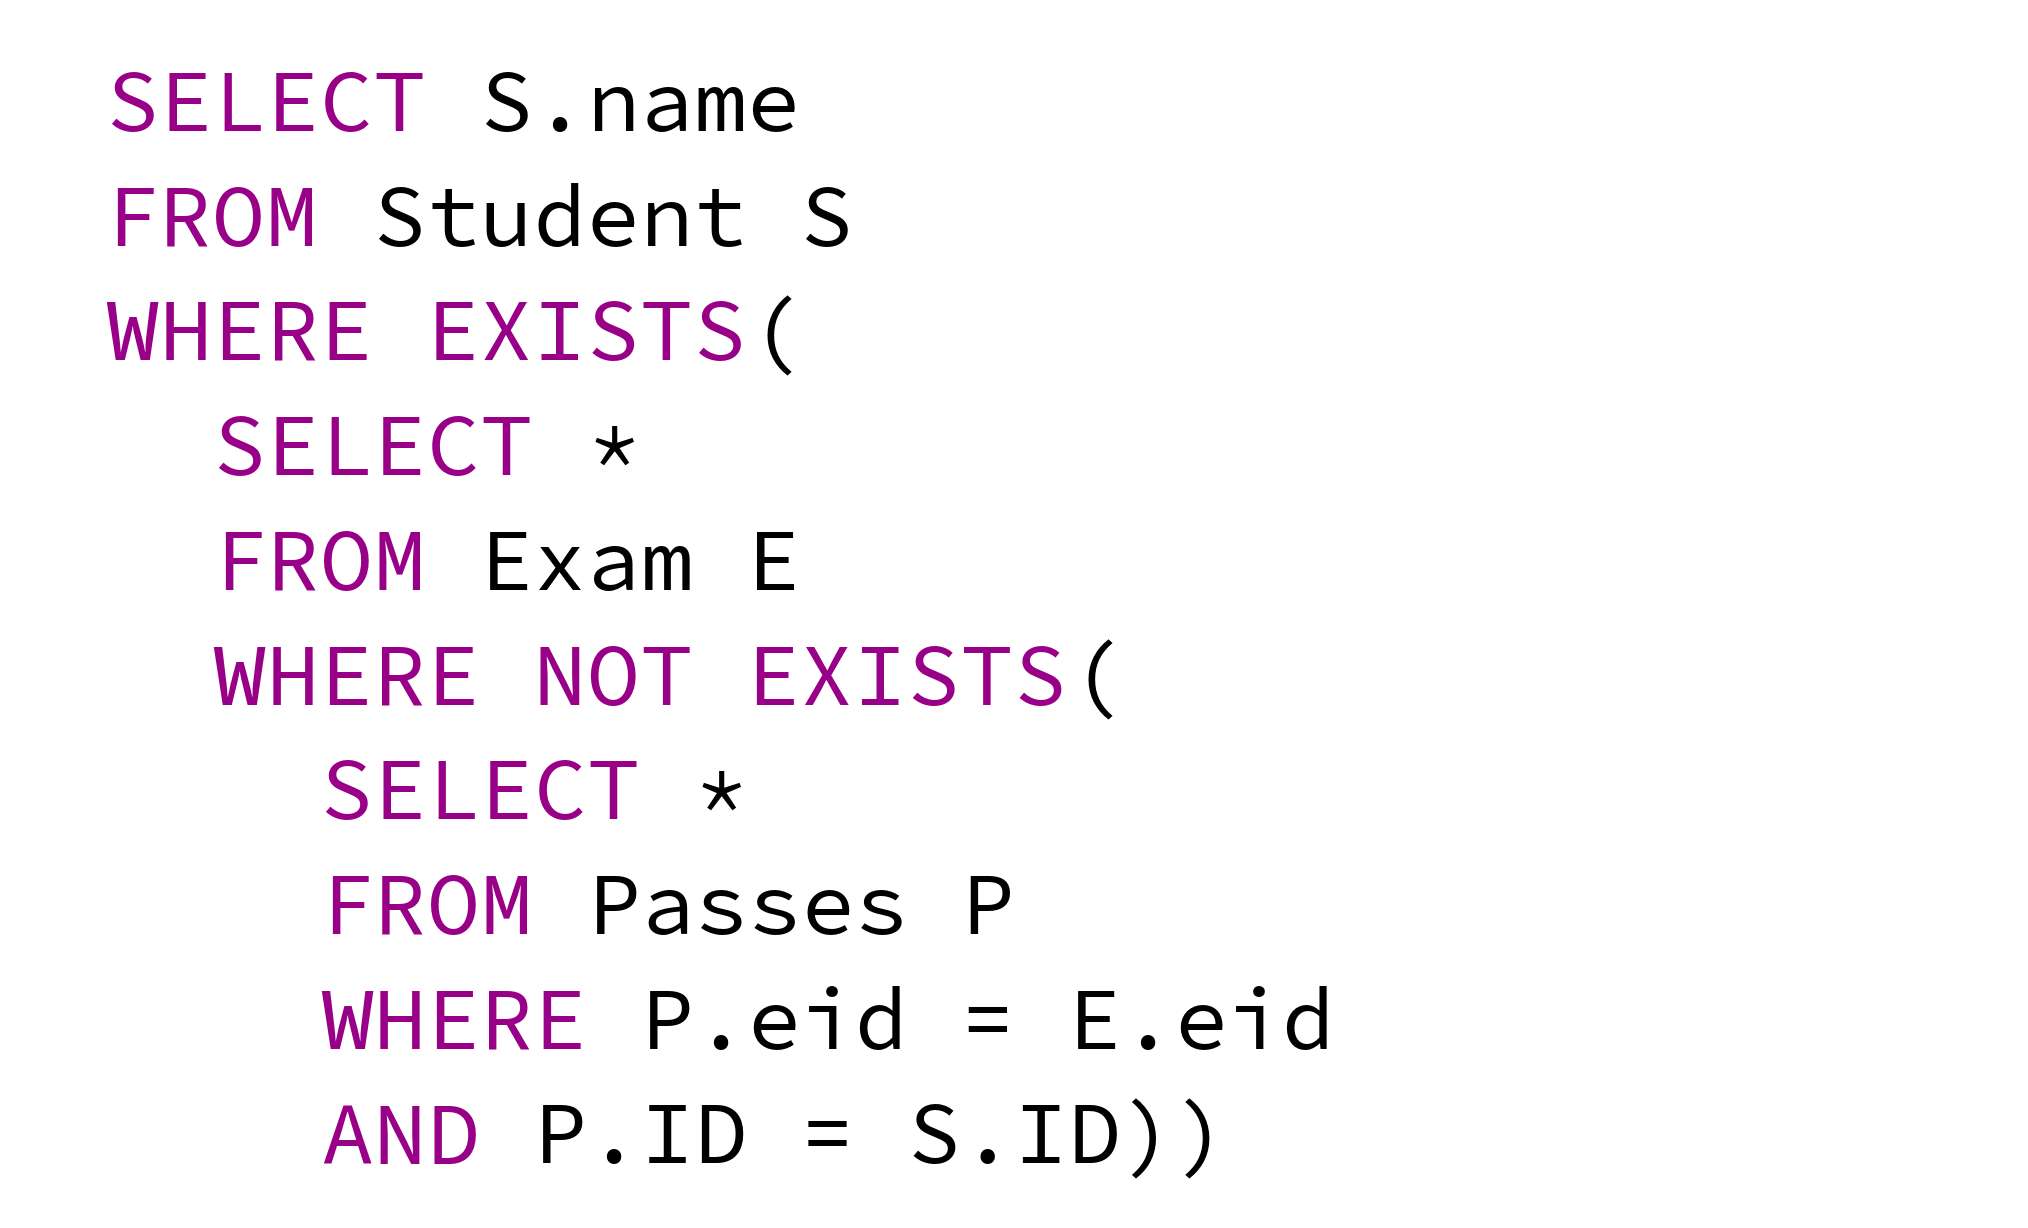 SELECT S.name
FROM Student S
WHERE EXISTS(
SELECT *
FROM Exam E
WHERE NOT EXISTS(
SELECT *
FROM Passes P
WHERE P.eid = E.eid
AND P.ID = S.ID))